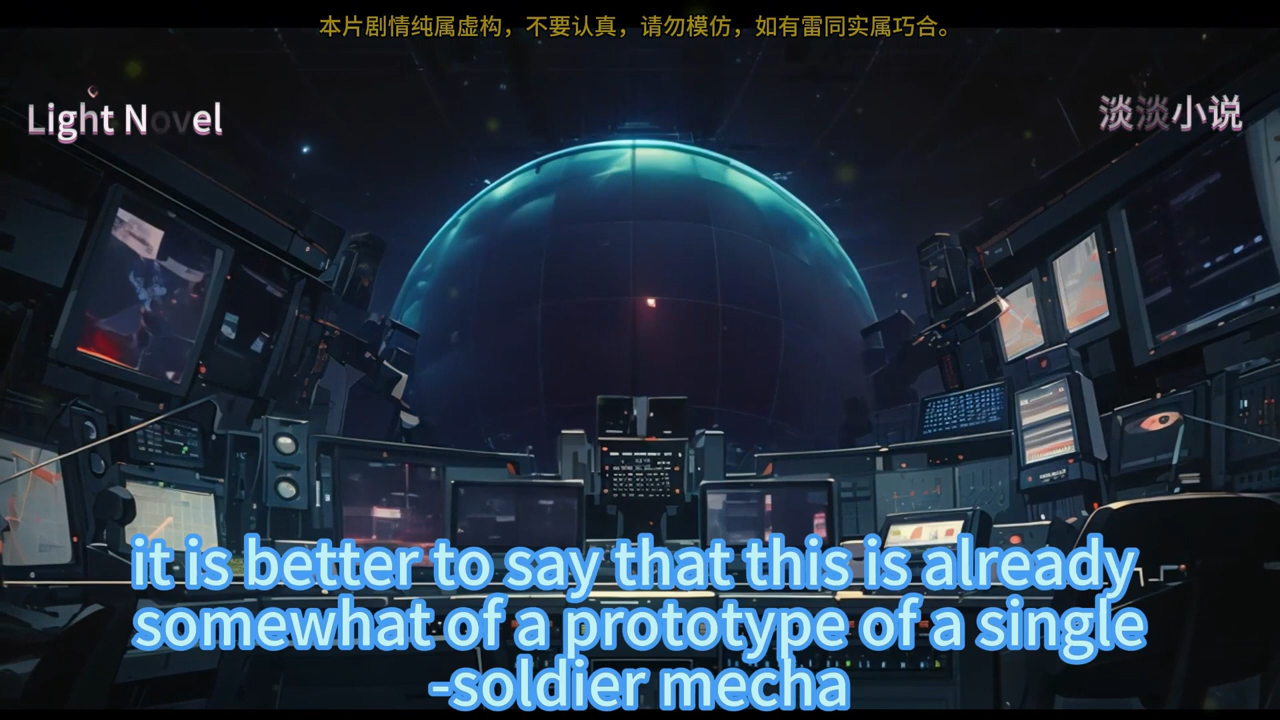 本片剧情纯属虚构，不要认真，请勿模仿，如有雷同实属巧合。
Light Novel
淡淡小说
it is better to say that this is already
somewhat of a prototype of a single
-soldier mecha